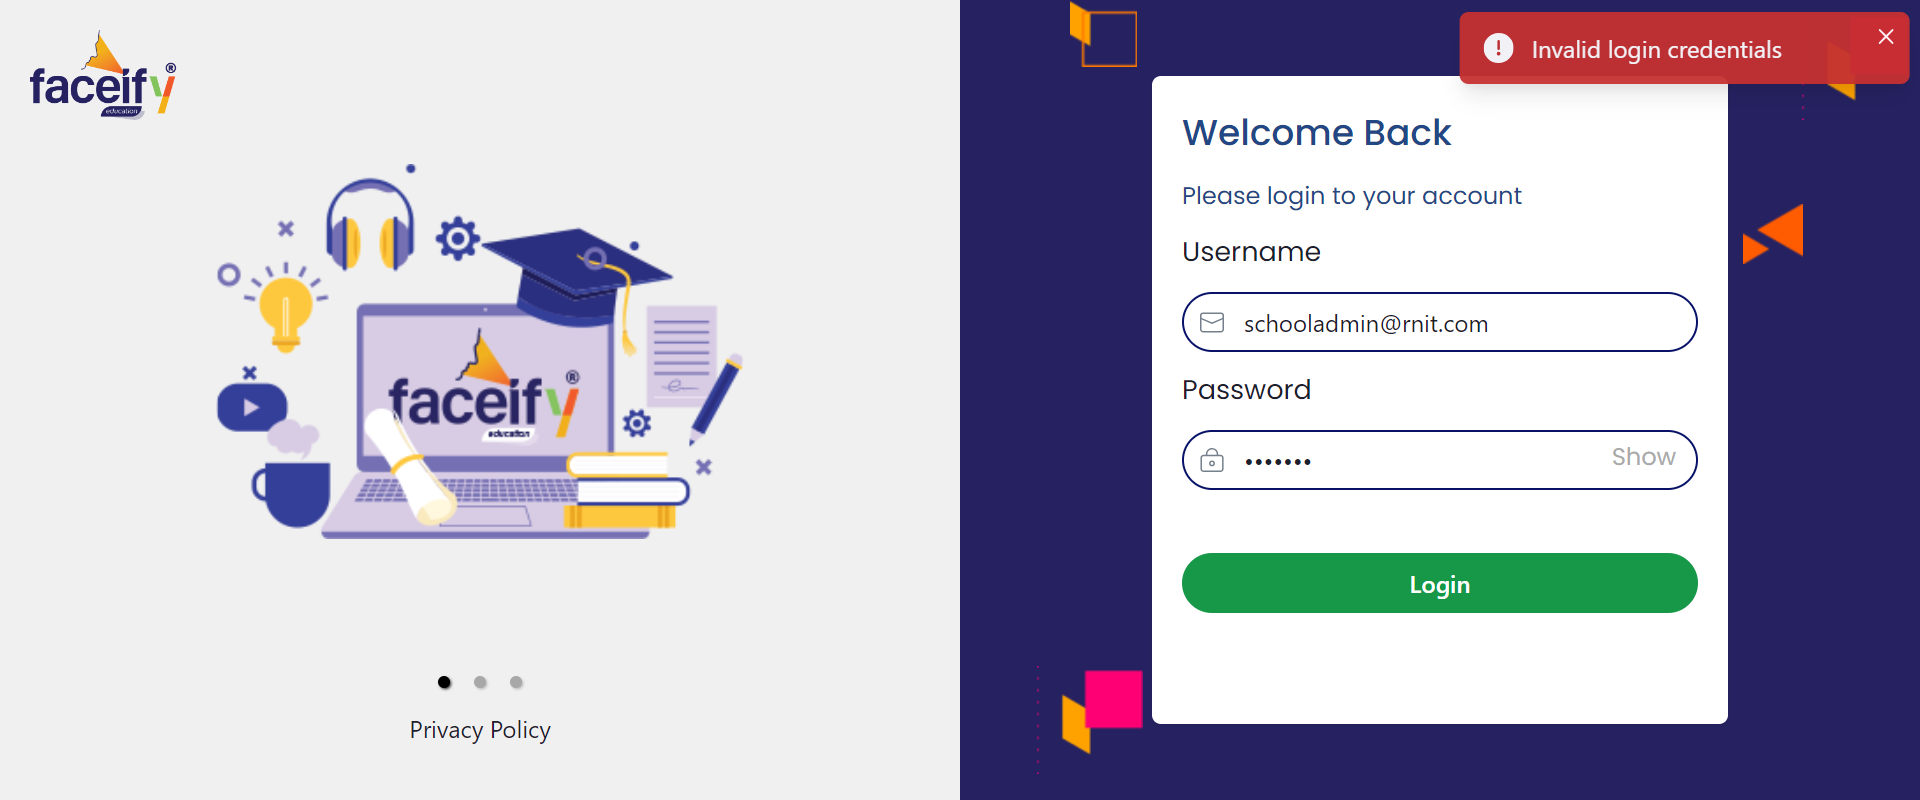 faceify®
education
faceify®
education
Privacy Policy
Invalid login credentials
Welcome Back
Please login to your account
Username
schooladmin@rnit.com
Password
•••••••
Show
Login